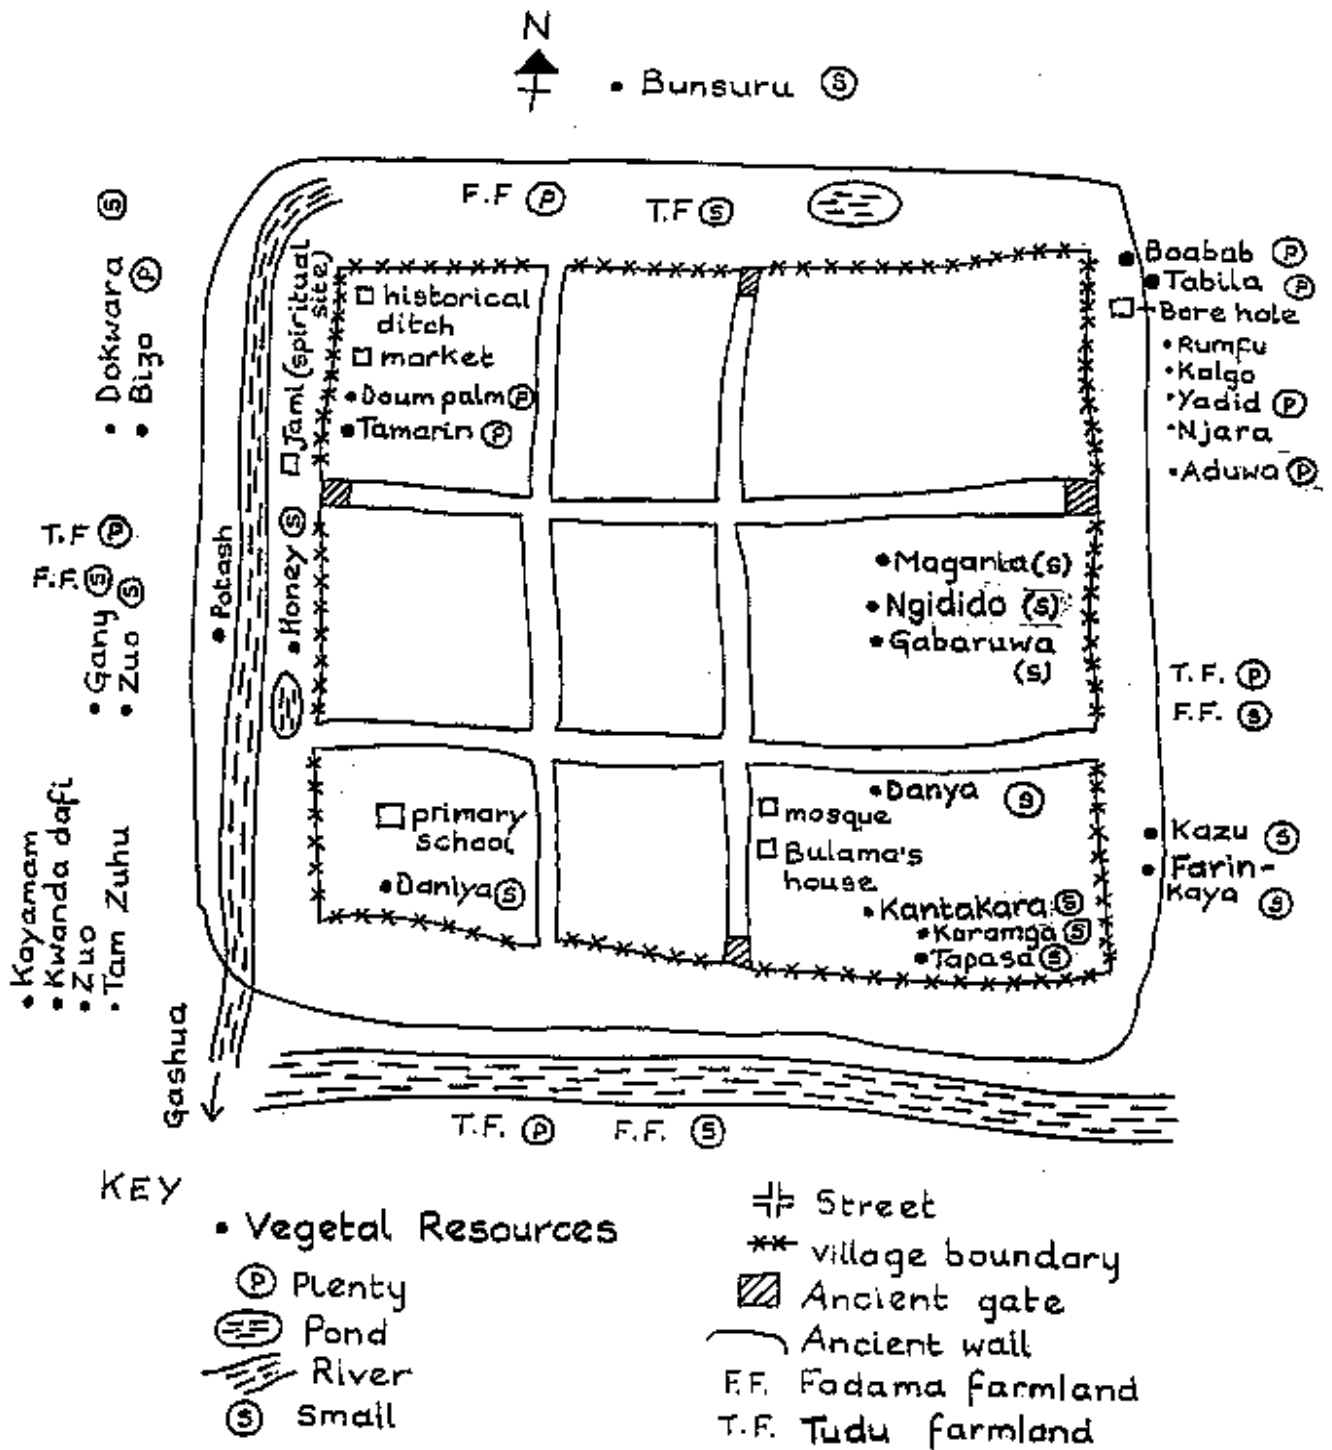 N
• Bunsuru Ⓢ
F.F Ⓟ
T.F Ⓢ
• Dokwara Ⓢ
• Bizo Ⓟ
Jami (spiritual
site)
historical
ditch
market
• Doum palm Ⓟ
• Tamarin Ⓟ
• Boabab Ⓟ
• Tabila Ⓟ
Bore hole
• Rumfu
• Kalgo
• Yadid Ⓟ
• Njara
• Aduwa Ⓟ
T.F Ⓟ
F.F. Ⓢ
• Gany Ⓢ
• Zuo Ⓢ
• Potash
• Honey Ⓢ
• Maganta (s)
• Ngidido (s)
• Gabaruwa
(s)
T.F. Ⓟ
F.F. Ⓢ
• Kayamam
• Kwanda dafi
• Zuo
• Tam Zuhu
primary
school
• Daniya Ⓢ
• Danya Ⓢ
mosque
Bulama's
house
• Kantakara Ⓢ
• Karamga Ⓢ
• Tapasa Ⓢ
• Kazu Ⓢ
• Farin-
Kaya Ⓢ
Gashua
T.F. Ⓟ F.F. Ⓢ
KEY
• Vegetal Resources
Ⓟ Plenty
Pond
River
Ⓢ Small
Street
village boundary
Ancient gate
Ancient wall
F.F. Fadama farmland
T.F. Tudu farmland